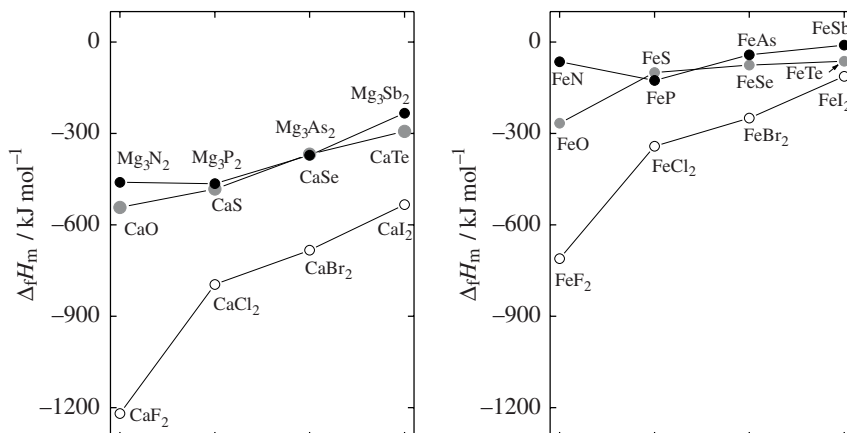 0
−300
−600
−900
−1200
ΔfHm / kJ mol⁻¹
Mg₃N₂
Mg₃P₂
Mg₃As₂
Mg₃Sb₂
CaO
CaS
CaSe
CaTe
CaF₂
CaCl₂
CaBr₂
CaI₂
0
−300
−600
−900
−1200
ΔfHm / kJ mol⁻¹
FeN
FeP
FeAs
FeSb
FeO
FeS
FeSe
FeTe
FeF₂
FeCl₂
FeBr₂
FeI₂